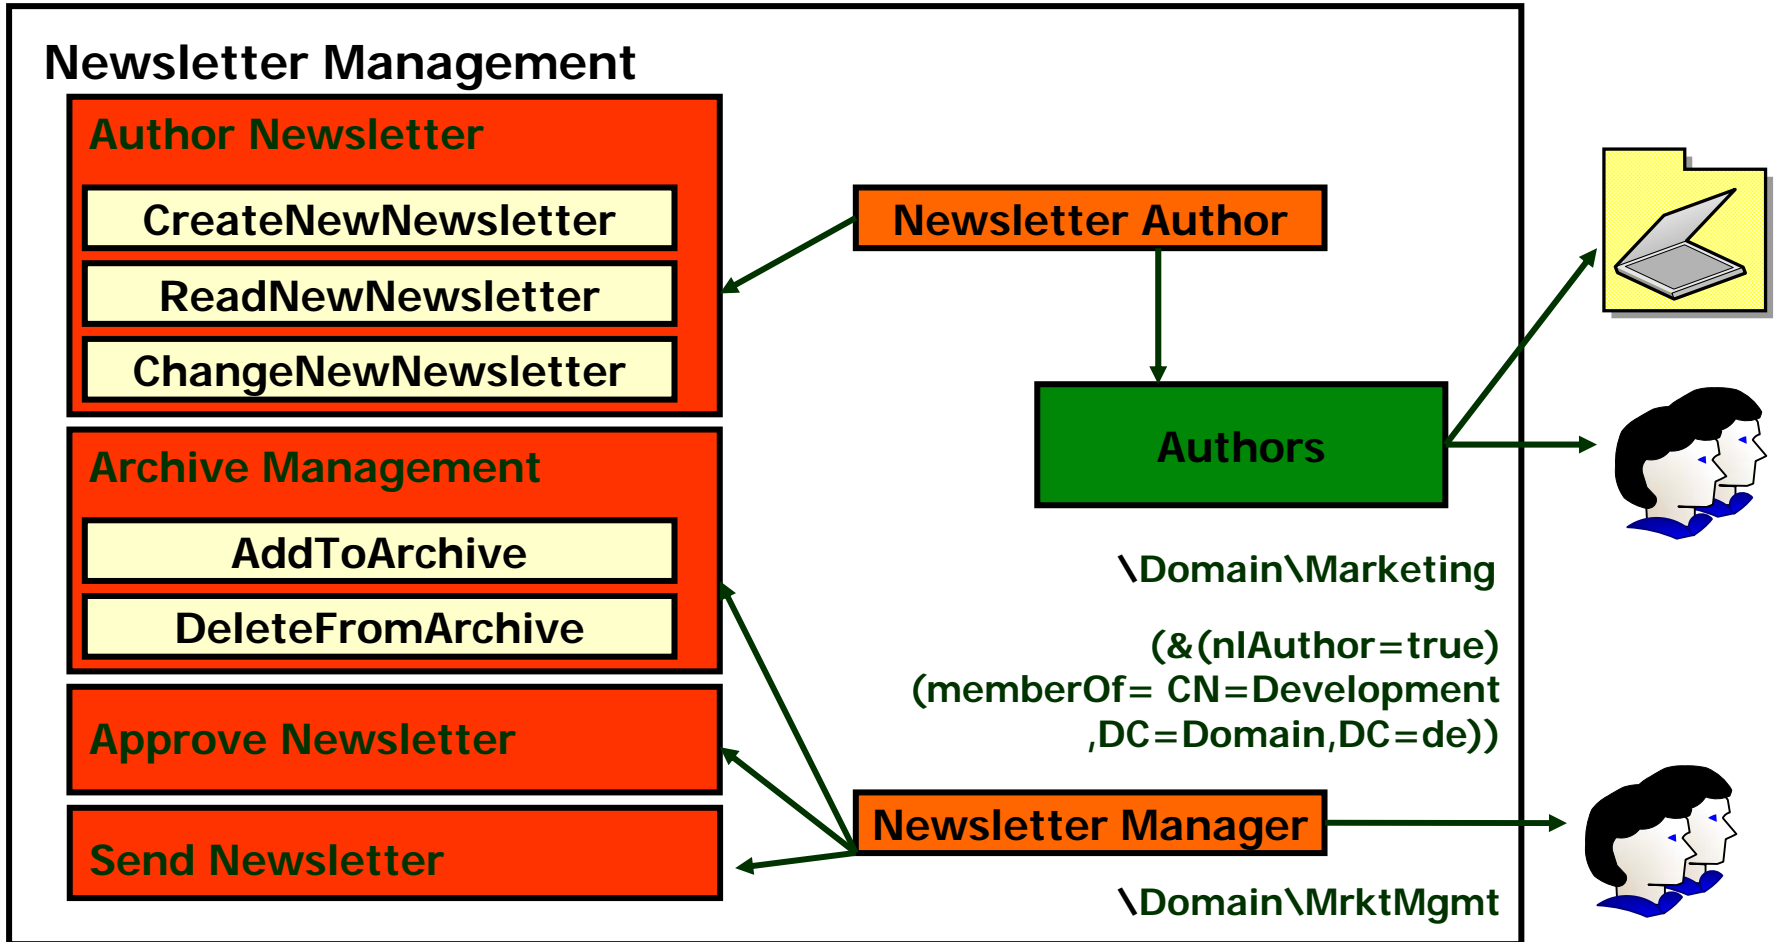 Newsletter Management
Author Newsletter
CreateNewNewsletter
ReadNewNewsletter
ChangeNewNewsletter
Archive Management
AddToArchive
DeleteFromArchive
Approve Newsletter
Send Newsletter
Newsletter Author
Authors
\Domain\Marketing
(&(nlAuthor=true)
(memberOf= CN=Development
,DC=Domain,DC=de))
Newsletter Manager
\Domain\MrktMgmt